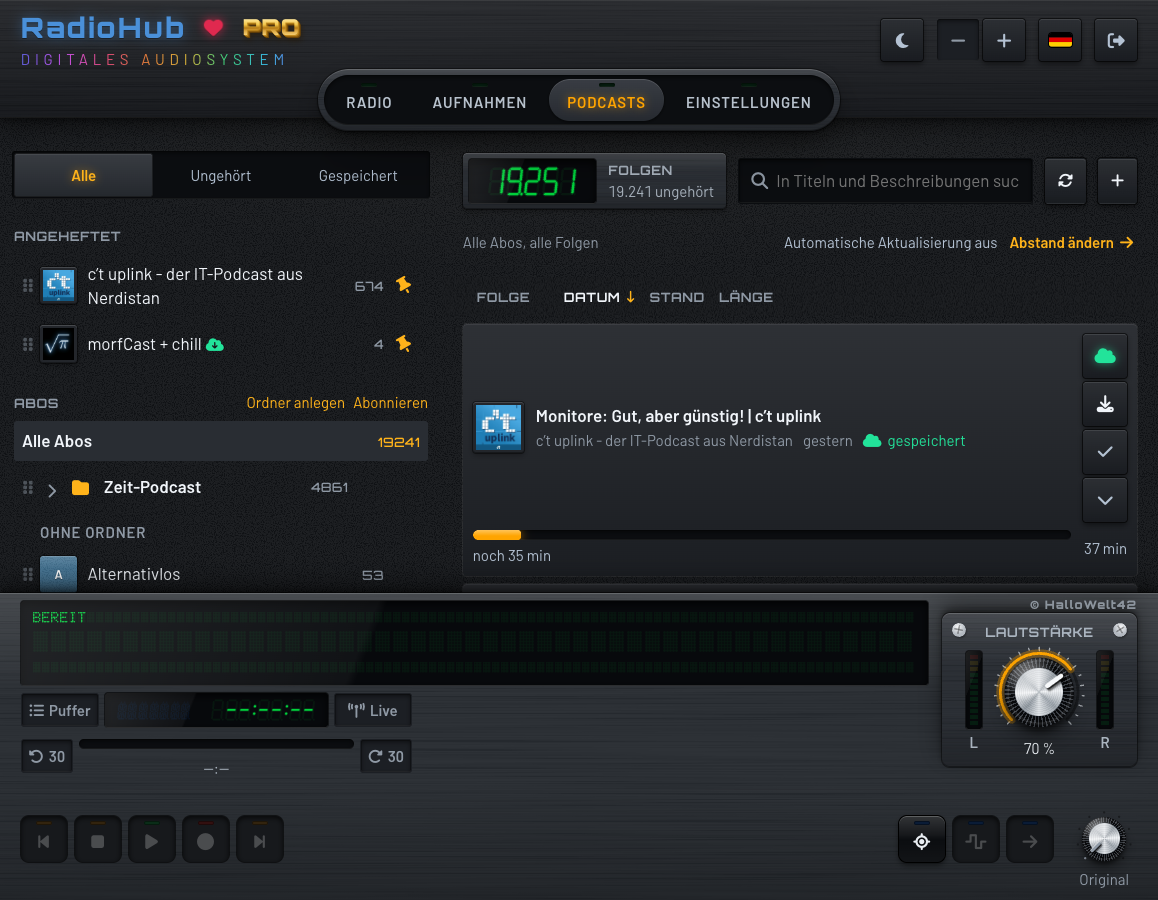 RadioHub PRO
DIGITALES AUDIOSYSTEM
RADIO AUFNAHMEN PODCASTS EINSTELLUNGEN
Alle Ungehört Gespeichert
19.251 FOLGEN
19.241 ungehört
In Titeln und Beschreibungen suc
ANGEHEFTET
Alle Abos, alle Folgen
Automatische Aktualisierung aus Abstand ändern
c't uplink - der IT-Podcast aus
Nerdistan
674
morfCast + chill
4
FOLGE DATUM STAND LÄNGE
ABOS Ordner anlegen Abonnieren
Alle Abos 19241
Zeit-Podcast 4861
OHNE ORDNER
A Alternativlos 53
c't
uplink
Monitore: Gut, aber günstig! | c't uplink
c't uplink - der IT-Podcast aus Nerdistan gestern gespeichert
noch 35 min
37 min
BEREIT
© HalloWelt42
LAUTSTÄRKE
L R
70 %
Puffer --:--:-- Live
30 30
–:–
Original